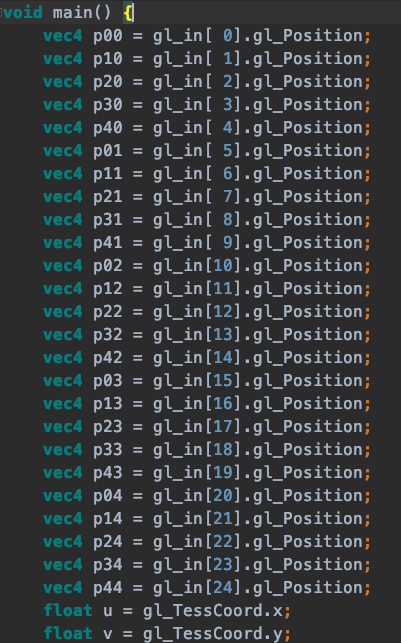 void main() {
    vec4 p00 = gl_in[ 0].gl_Position;
    vec4 p10 = gl_in[ 1].gl_Position;
    vec4 p20 = gl_in[ 2].gl_Position;
    vec4 p30 = gl_in[ 3].gl_Position;
    vec4 p40 = gl_in[ 4].gl_Position;
    vec4 p01 = gl_in[ 5].gl_Position;
    vec4 p11 = gl_in[ 6].gl_Position;
    vec4 p21 = gl_in[ 7].gl_Position;
    vec4 p31 = gl_in[ 8].gl_Position;
    vec4 p41 = gl_in[ 9].gl_Position;
    vec4 p02 = gl_in[10].gl_Position;
    vec4 p12 = gl_in[11].gl_Position;
    vec4 p22 = gl_in[12].gl_Position;
    vec4 p32 = gl_in[13].gl_Position;
    vec4 p42 = gl_in[14].gl_Position;
    vec4 p03 = gl_in[15].gl_Position;
    vec4 p13 = gl_in[16].gl_Position;
    vec4 p23 = gl_in[17].gl_Position;
    vec4 p33 = gl_in[18].gl_Position;
    vec4 p43 = gl_in[19].gl_Position;
    vec4 p04 = gl_in[20].gl_Position;
    vec4 p14 = gl_in[21].gl_Position;
    vec4 p24 = gl_in[22].gl_Position;
    vec4 p34 = gl_in[23].gl_Position;
    vec4 p44 = gl_in[24].gl_Position;
    float u = gl_TessCoord.x;
    float v = gl_TessCoord.y;